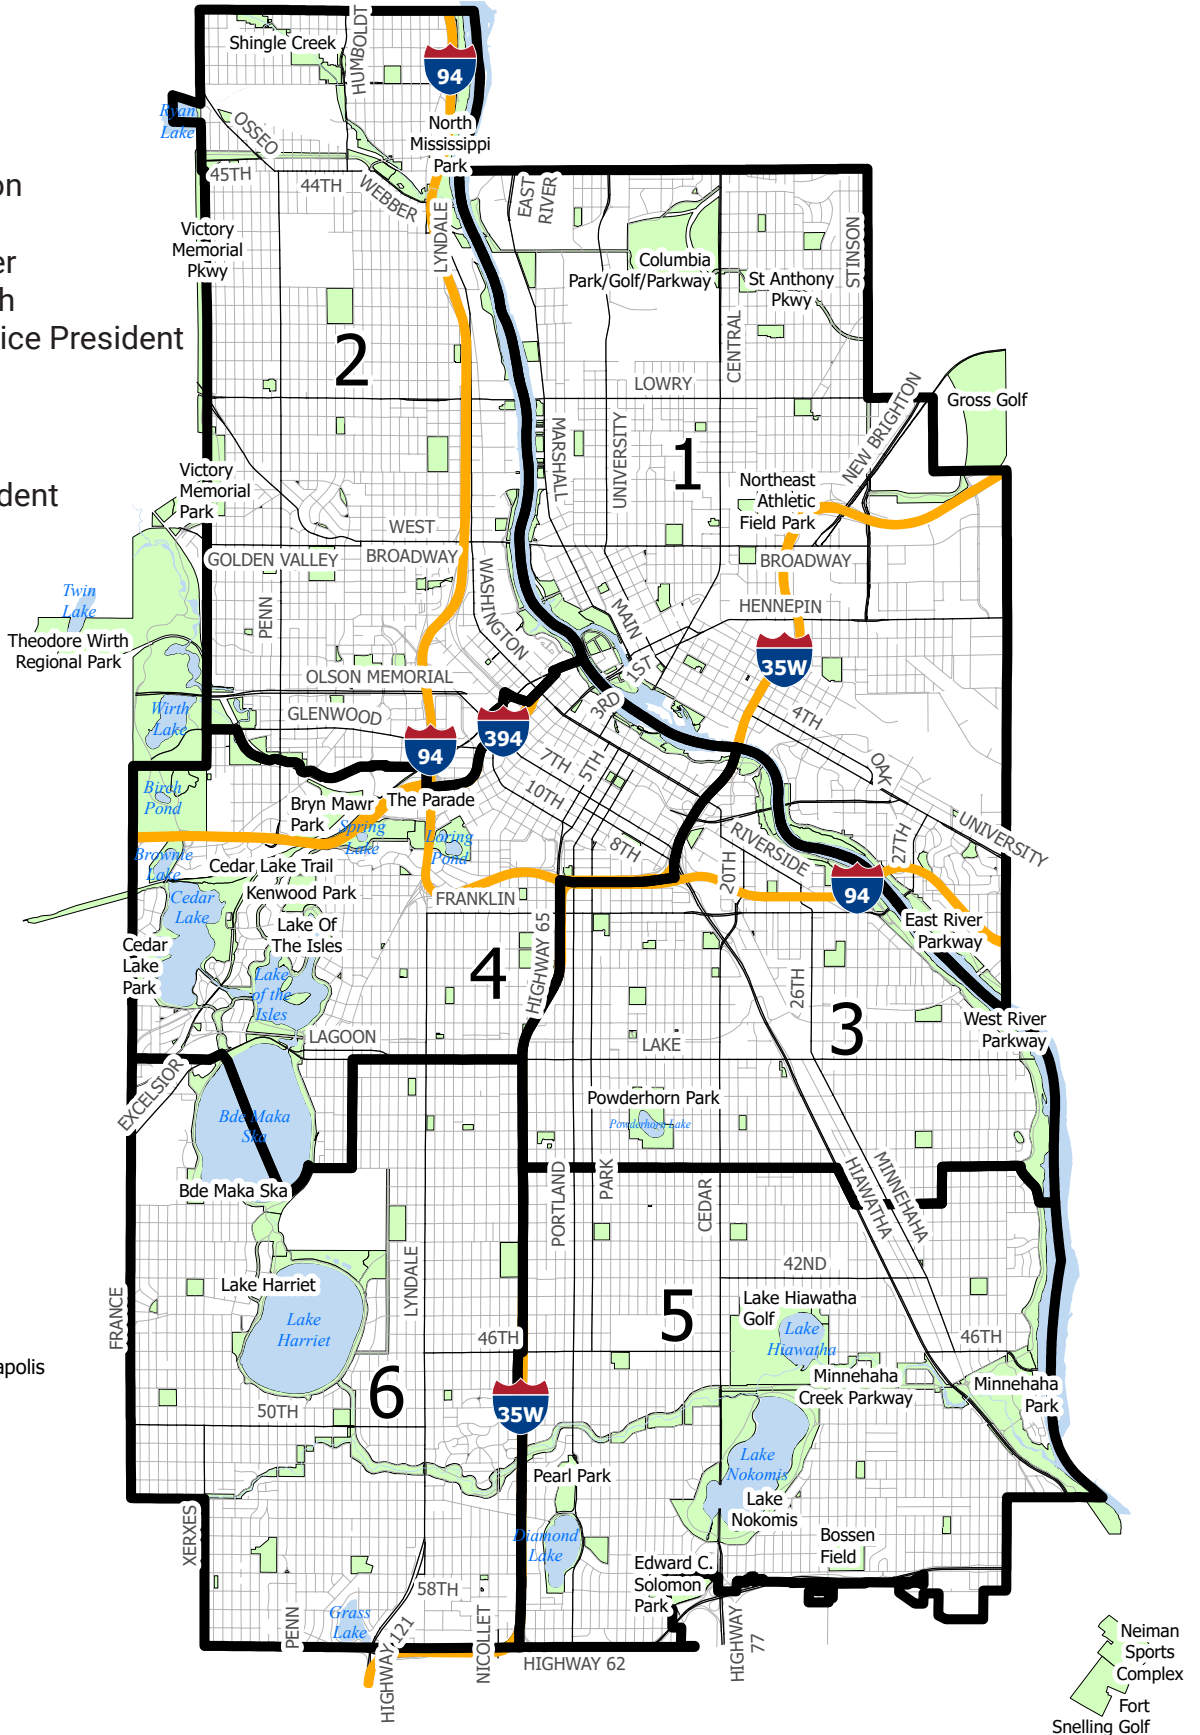 Shingle Creek
HUMBOLDT
94
Ryan
Lake
OSSEO
North
Mississippi
Park
45TH
44TH
WEBBER
on
EAST
RIVER
LYNDALE
Victory
Memorial
Pkwy
STINSON
er
Columbia
Park/Golf/Parkway
St Anthony
Pkwy
h
ice President
2
CENTRAL
LOWRY
Gross Golf
NEW BRIGHTON
MARSHALL
UNIVERSITY
1
Victory
Memorial
Park
dent
Northeast
Athletic
Field Park
WEST
BROADWAY
GOLDEN VALLEY
BROADWAY
Twin
Lake
PENN
WASHINGTON
MAIN
HENNEPIN
Theodore Wirth
Regional Park
35W
1ST
OLSON MEMORIAL
3RD
Wirth
Lake
GLENWOOD
394
94
4TH
7TH
5TH
OAK
Birch
Pond
10TH
Bryn Mawr
Park
The Parade
Spring
Lake
Loring
Pond
8TH
RIVERSIDE
27TH
UNIVERSITY
Brownie
Lake
Cedar Lake Trail
20TH
Kenwood Park
FRANKLIN
94
Cedar
Lake
Lake Of
The Isles
East River
Parkway
HIGHWAY 65
Cedar
Lake
Park
4
Lake
of the
Isles
26TH
3
West River
Parkway
LAGOON
LAKE
EXCELSIOR
Bde Maka
Ska
Powderhorn Park
Powderhorn Lake
Bde Maka Ska
PORTLAND
PARK
CEDAR
HIAWATHA
MINNEHAHA
LYNDALE
42ND
Lake Harriet
FRANCE
Lake Hiawatha
Golf
Lake
Harriet
5
Lake
Hiawatha
46TH
46TH
apolis
6
Minnehaha
Creek Parkway
Minnehaha
Park
35W
50TH
Pearl Park
Lake
Nokomis
Lake
Nokomis
XERXES
Diamond
Lake
Bossen
Field
Edward C.
Solomon
Park
58TH
Grass
Lake
PENN
HIGHWAY 121
NICOLLET
HIGHWAY 62
HIGHWAY
77
Neiman
Sports
Complex
Fort
Snelling Golf